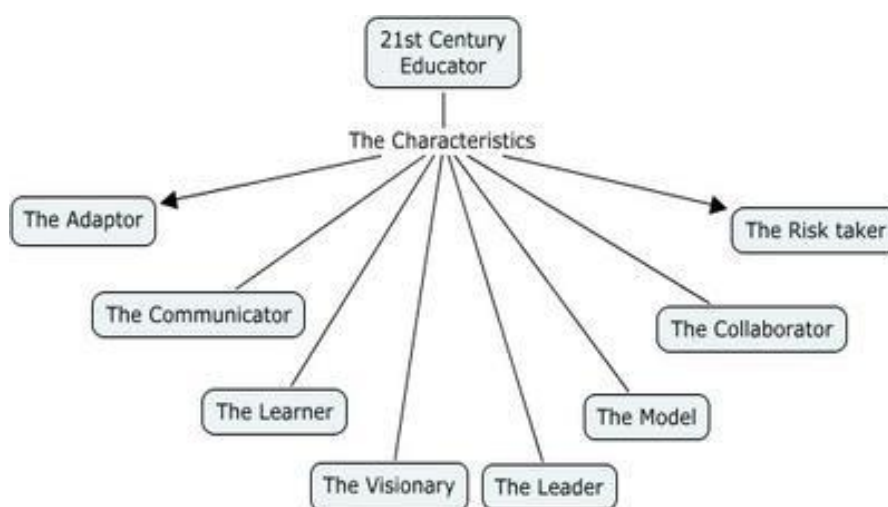 21st Century
Educator
The Characteristics
The Adaptor
The Risk taker
The Communicator
The Collaborator
The Learner
The Model
The Visionary
The Leader